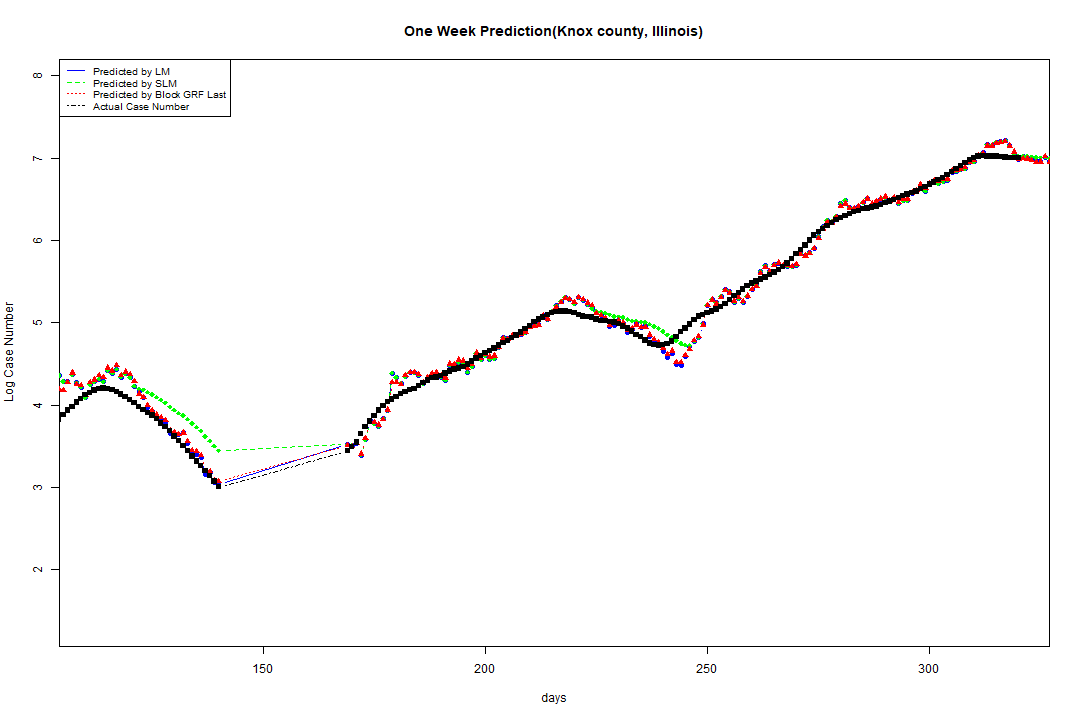 One Week Prediction(Knox county, Illinois)
Predicted by LM
Predicted by SLM
Predicted by Block GRF Last
Actual Case Number
8
7
6
5
4
3
2
Log Case Number
150
200
250
300
days